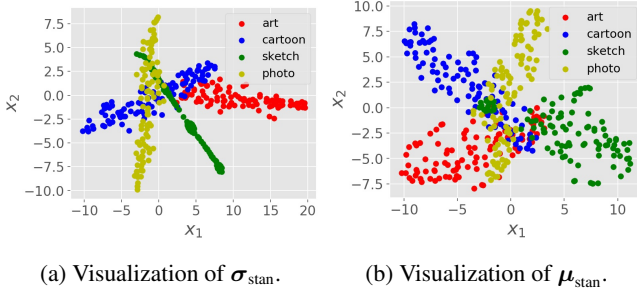 art
cartoon
sketch
photo
7.5
5.0
2.5
0.0
−2.5
−5.0
−7.5
−10.0
x₂
−10
−5
0
5
10
15
20
x₁
(a) Visualization of σ_stan.
art
cartoon
sketch
photo
10.0
7.5
5.0
2.5
0.0
−2.5
−5.0
−7.5
x₂
−10
−5
0
5
10
x₁
(b) Visualization of μ_stan.